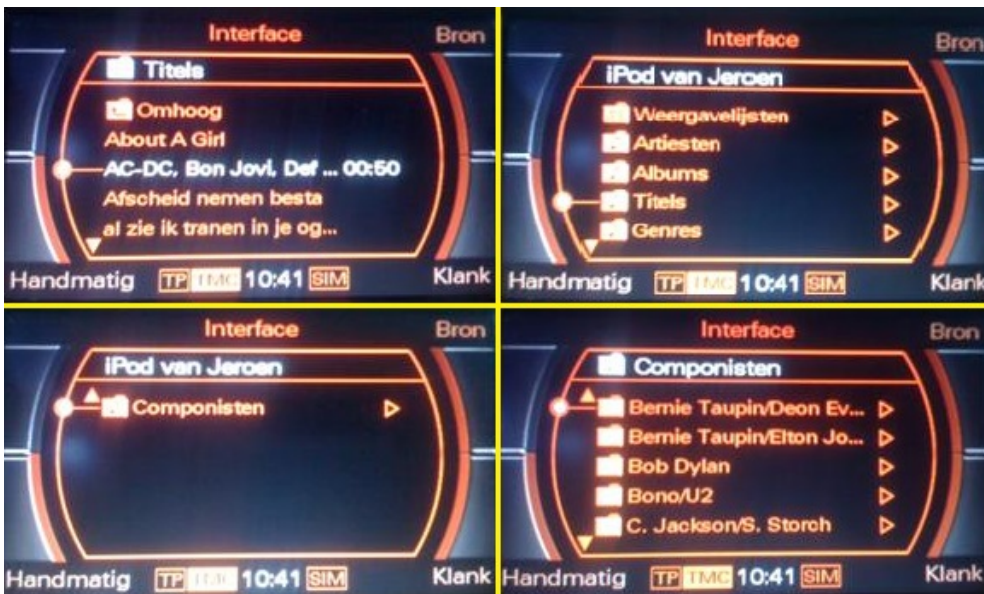 Interface Bron
Titels
Omhoog
About A Girl
AC-DC, Bon Jovi, Def ... 00:50
Afscheid nemen besta
al zie ik tranen in je og...
Handmatig TP TMC 10:41 SIM Klank
Interface Bron
iPod van Jeroen
Weergavelijsten
Artiesten
Albums
Titels
Genres
Handmatig TP TMC 10:41 SIM Klank
Interface Bron
iPod van Jeroen
Componisten
Handmatig TP TMC 10:41 SIM Klank
Interface Bron
Componisten
Bernie Taupin/Deon Ev...
Bernie Taupin/Elton Jo...
Bob Dylan
Bono/U2
C. Jackson/S. Storch
Handmatig TP TMC 10:41 SIM Klank